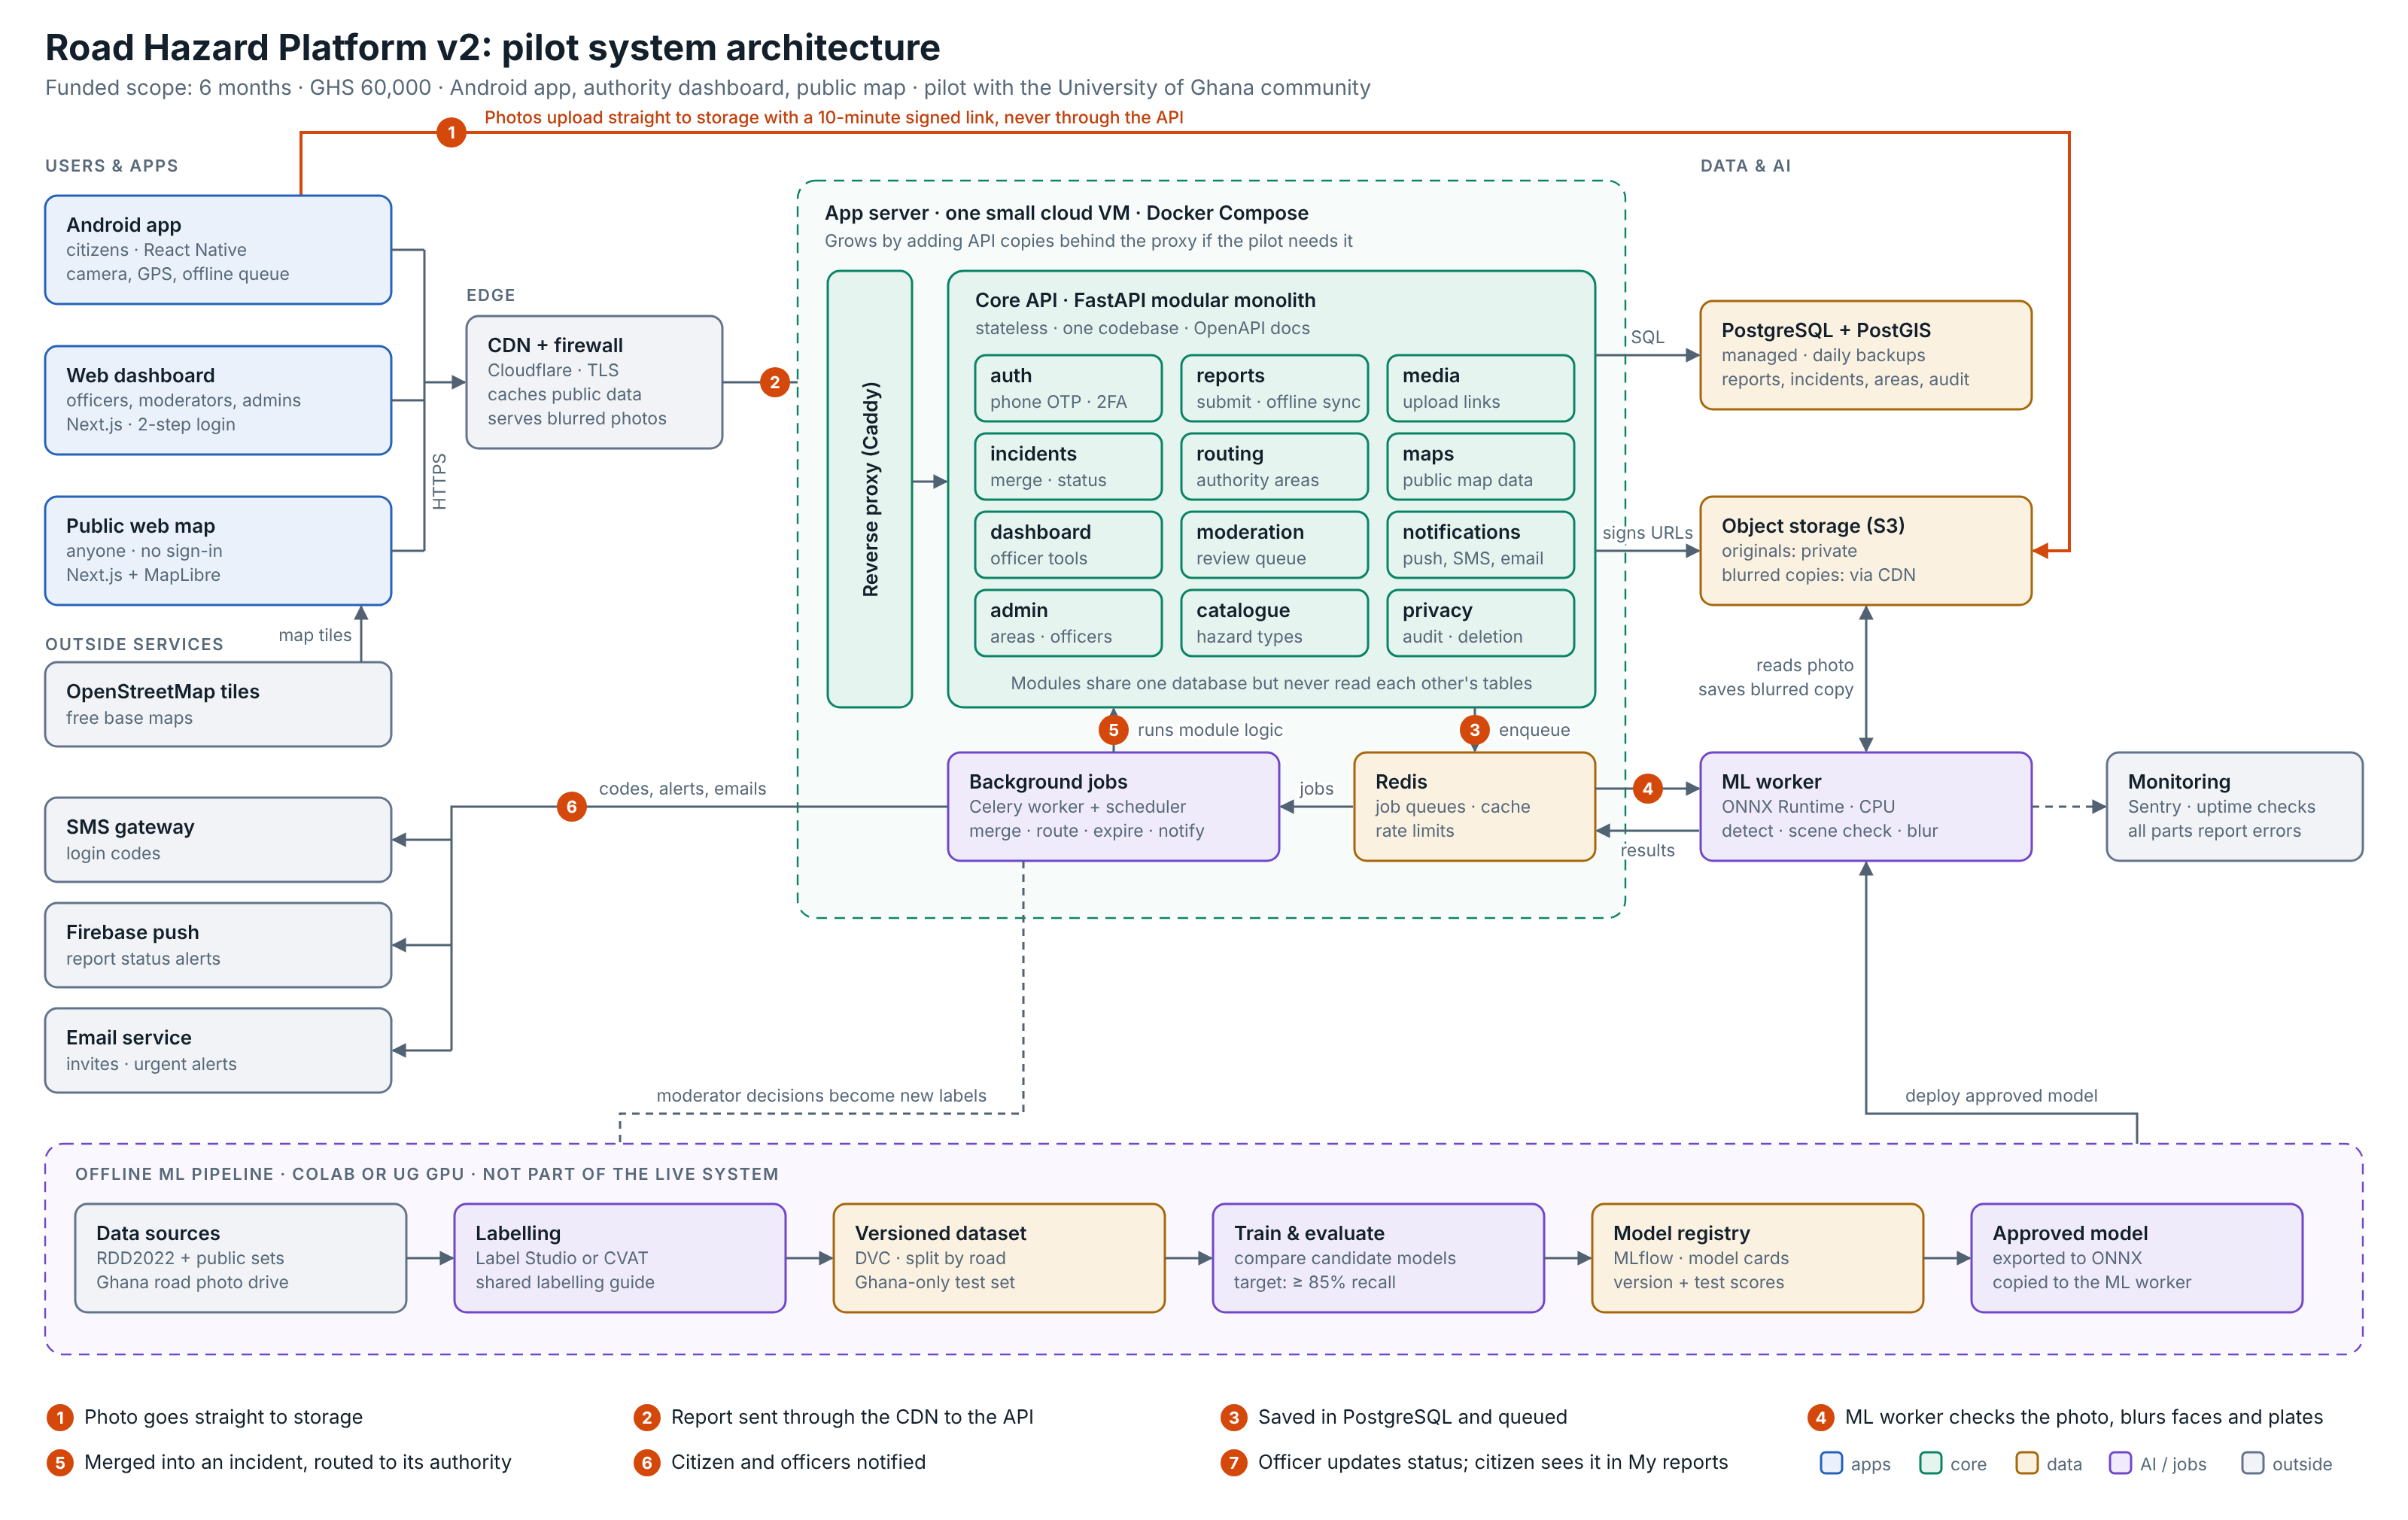 Road Hazard Platform v2: pilot system architecture
Funded scope: 6 months · GHS 60,000 · Android app, authority dashboard, public map · pilot with the University of Ghana community
1
Photos upload straight to storage with a 10-minute signed link, never through the API
USERS & APPS
Android app
citizens · React Native
camera, GPS, offline queue
Web dashboard
officers, moderators, admins
Next.js · 2-step login
Public web map
anyone · no sign-in
Next.js + MapLibre
HTTPS
EDGE
CDN + firewall
Cloudflare · TLS
caches public data
serves blurred photos
2
OUTSIDE SERVICES
map tiles
OpenStreetMap tiles
free base maps
SMS gateway
login codes
Firebase push
report status alerts
Email service
invites · urgent alerts
6
codes, alerts, emails
App server · one small cloud VM · Docker Compose
Grows by adding API copies behind the proxy if the pilot needs it
Reverse proxy (Caddy)
Core API · FastAPI modular monolith
stateless · one codebase · OpenAPI docs
auth
phone OTP · 2FA
reports
submit · offline sync
media
upload links
incidents
merge · status
routing
authority areas
maps
public map data
dashboard
officer tools
moderation
review queue
notifications
push, SMS, email
admin
areas · officers
catalogue
hazard types
privacy
audit · deletion
Modules share one database but never read each other's tables
5
runs module logic
3
enqueue
Background jobs
Celery worker + scheduler
merge · route · expire · notify
jobs
Redis
job queues · cache
rate limits
4
results
DATA & AI
SQL
PostgreSQL + PostGIS
managed · daily backups
reports, incidents, areas, audit
signs URLs
Object storage (S3)
originals: private
blurred copies: via CDN
reads photo
saves blurred copy
ML worker
ONNX Runtime · CPU
detect · scene check · blur
Monitoring
Sentry · uptime checks
all parts report errors
moderator decisions become new labels
deploy approved model
OFFLINE ML PIPELINE · COLAB OR UG GPU · NOT PART OF THE LIVE SYSTEM
Data sources
RDD2022 + public sets
Ghana road photo drive
Labelling
Label Studio or CVAT
shared labelling guide
Versioned dataset
DVC · split by road
Ghana-only test set
Train & evaluate
compare candidate models
target: ≥ 85% recall
Model registry
MLflow · model cards
version + test scores
Approved model
exported to ONNX
copied to the ML worker
1 Photo goes straight to storage
2 Report sent through the CDN to the API
3 Saved in PostgreSQL and queued
4 ML worker checks the photo, blurs faces and plates
5 Merged into an incident, routed to its authority
6 Citizen and officers notified
7 Officer updates status; citizen sees it in My reports
apps
core
data
AI / jobs
outside